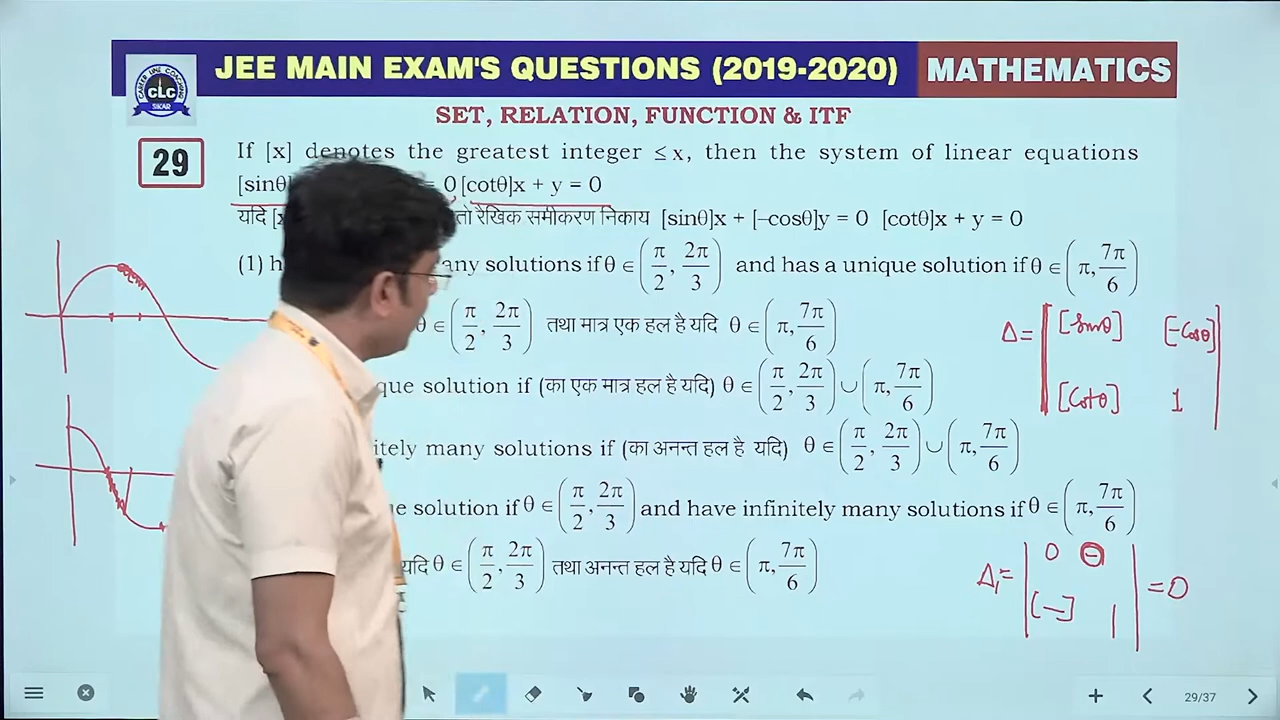 CLC
SIKAR
JEE MAIN EXAM'S QUESTIONS (2019-2020) MATHEMATICS
SET, RELATION, FUNCTION & ITF
29
If [x] denotes the greatest integer ≤ x, then the system of linear equations
[sinθ] = 0 [cotθ]x + y = 0
यदि तो रैखिक समीकरण निकाय [sinθ]x + [–cosθ]y = 0 [cotθ]x + y = 0
(1) solutions if θ ∈ (π/2, 2π/3) and has a unique solution if θ ∈ (π, 7π/6)
θ ∈ (π/2, 2π/3) तथा मात्र एक हल है यदि θ ∈ (π, 7π/6)
solution if (का एक मात्र हल है यदि) θ ∈ (π/2, 2π/3) ∪ (π, 7π/6)
many solutions if (का अनन्त हल है यदि) θ ∈ (π/2, 2π/3) ∪ (π, 7π/6)
solution if θ ∈ (π/2, 2π/3) and have infinitely many solutions if θ ∈ (π, 7π/6)
यदि θ ∈ (π/2, 2π/3) तथा अनन्त हल है यदि θ ∈ (π, 7π/6)
Δ = | [sinθ] [-cosθ] |
[cotθ] 1
Δ₁ = | 0 ⊖ | = 0
[—] 1
29/37